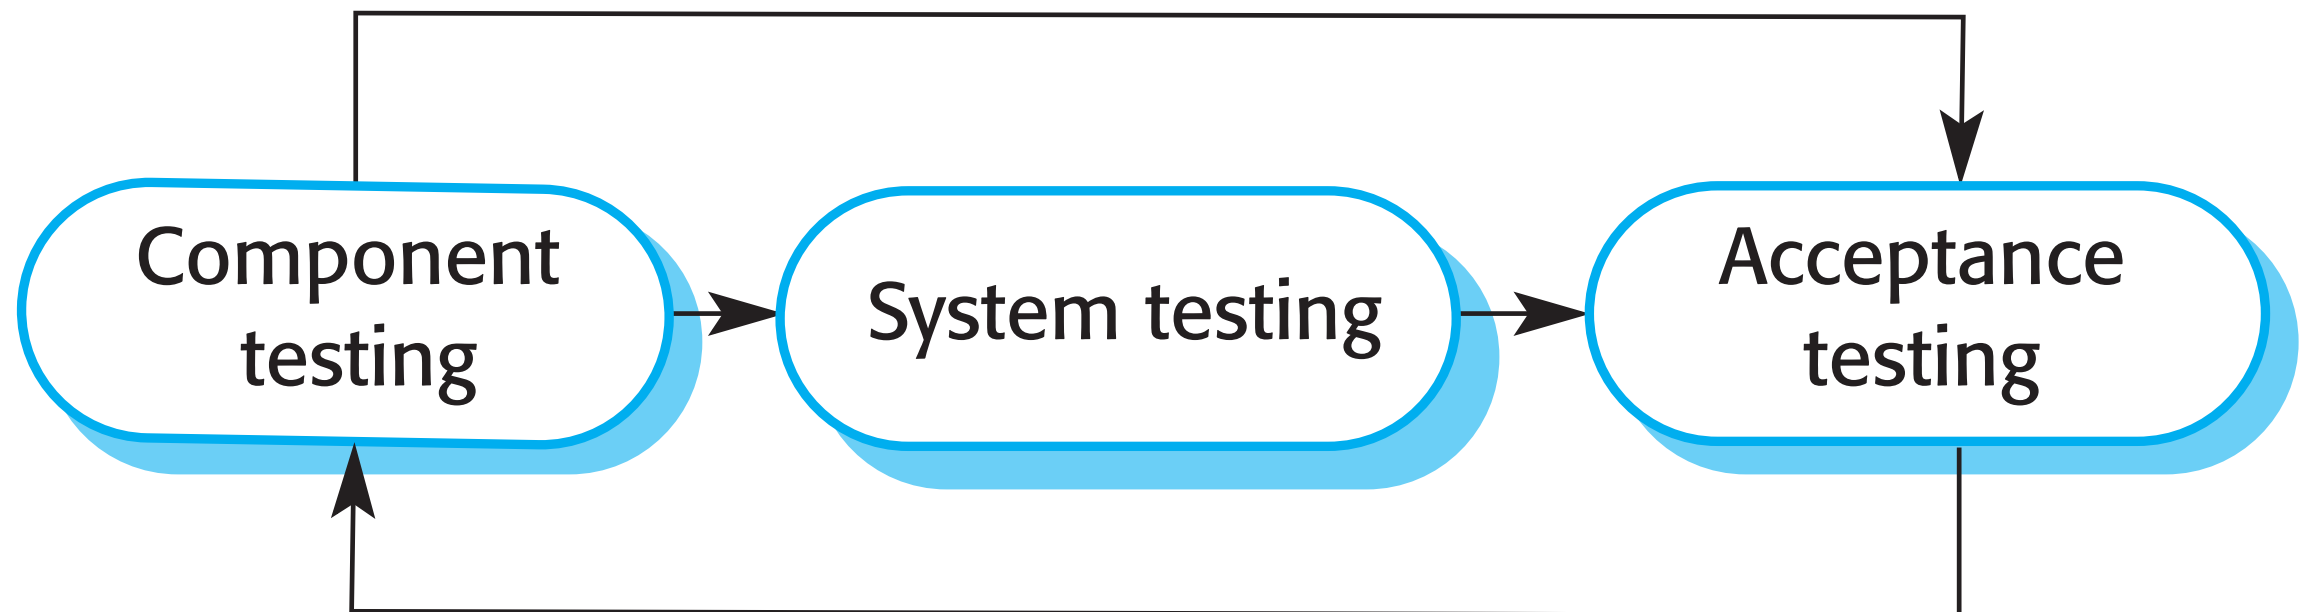 Component
testing
System testing
Acceptance
testing